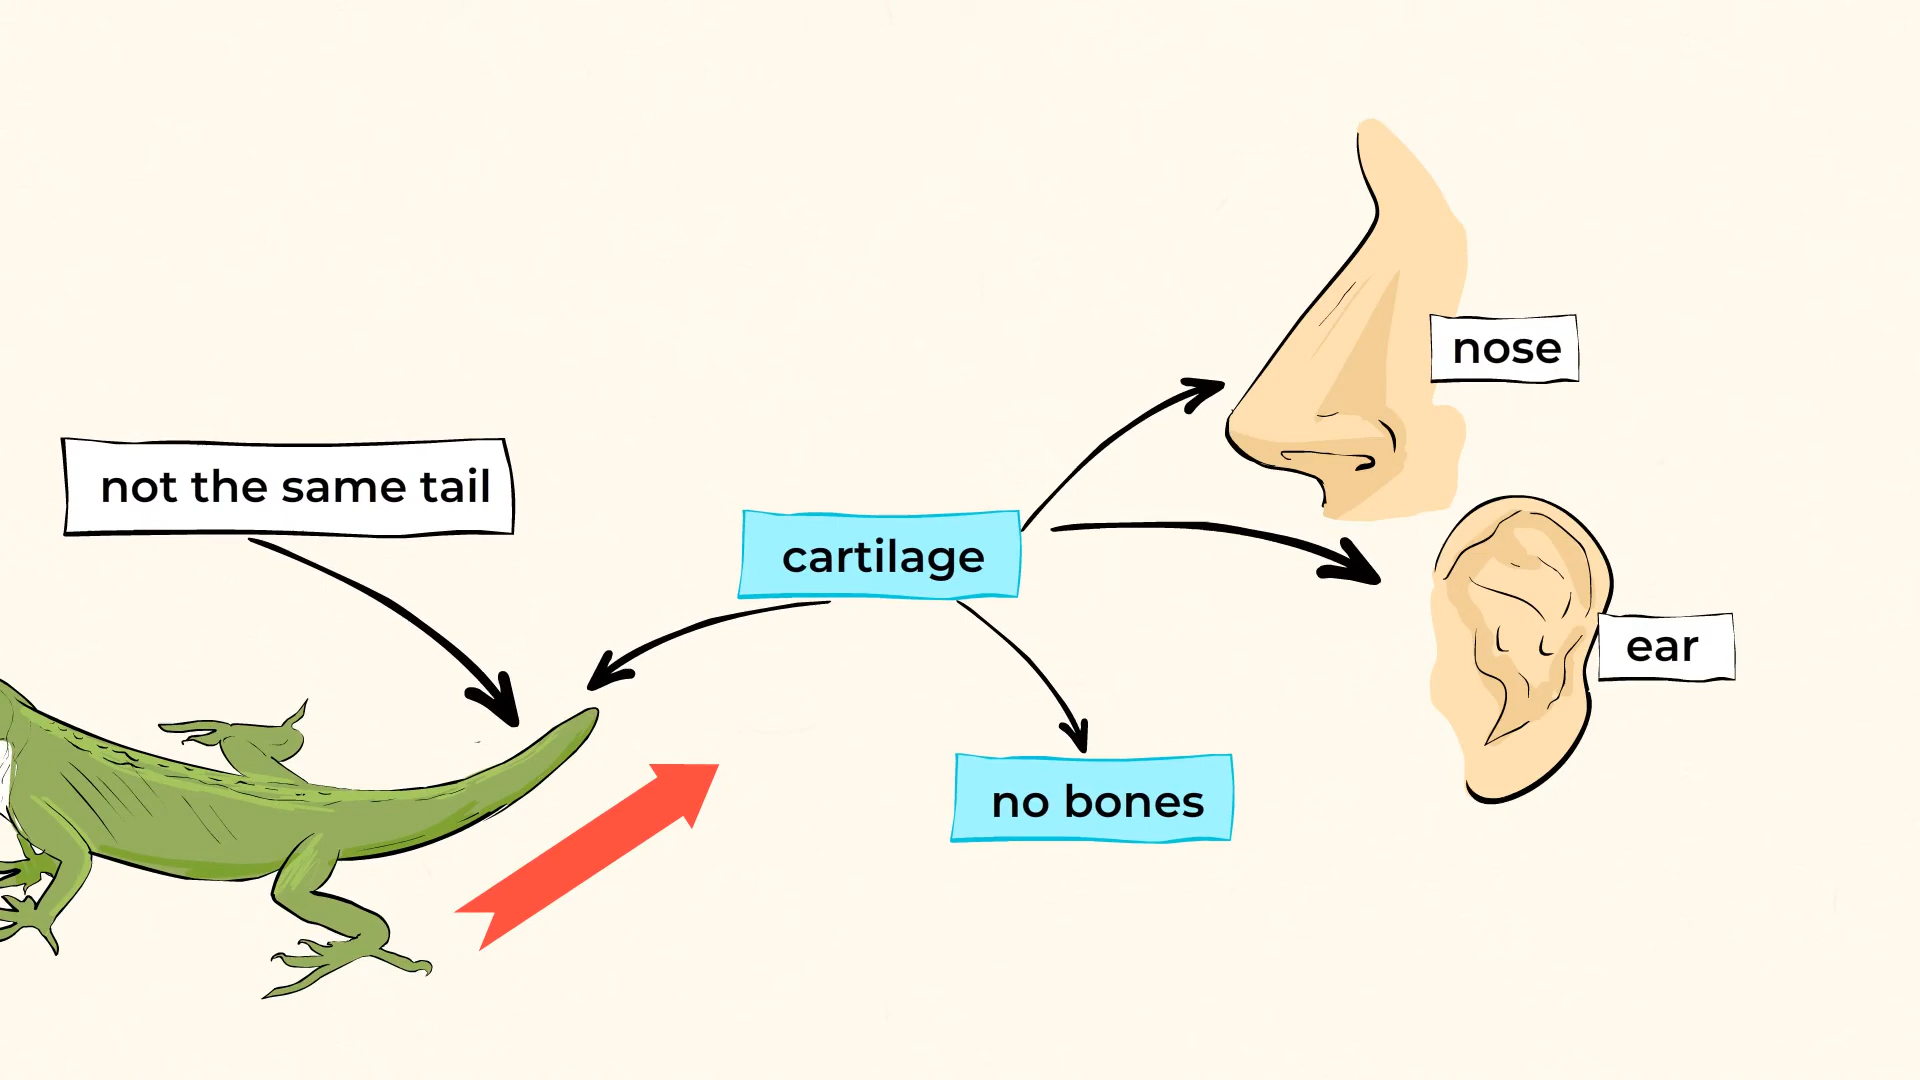 not the same tail
cartilage
nose
ear
no bones